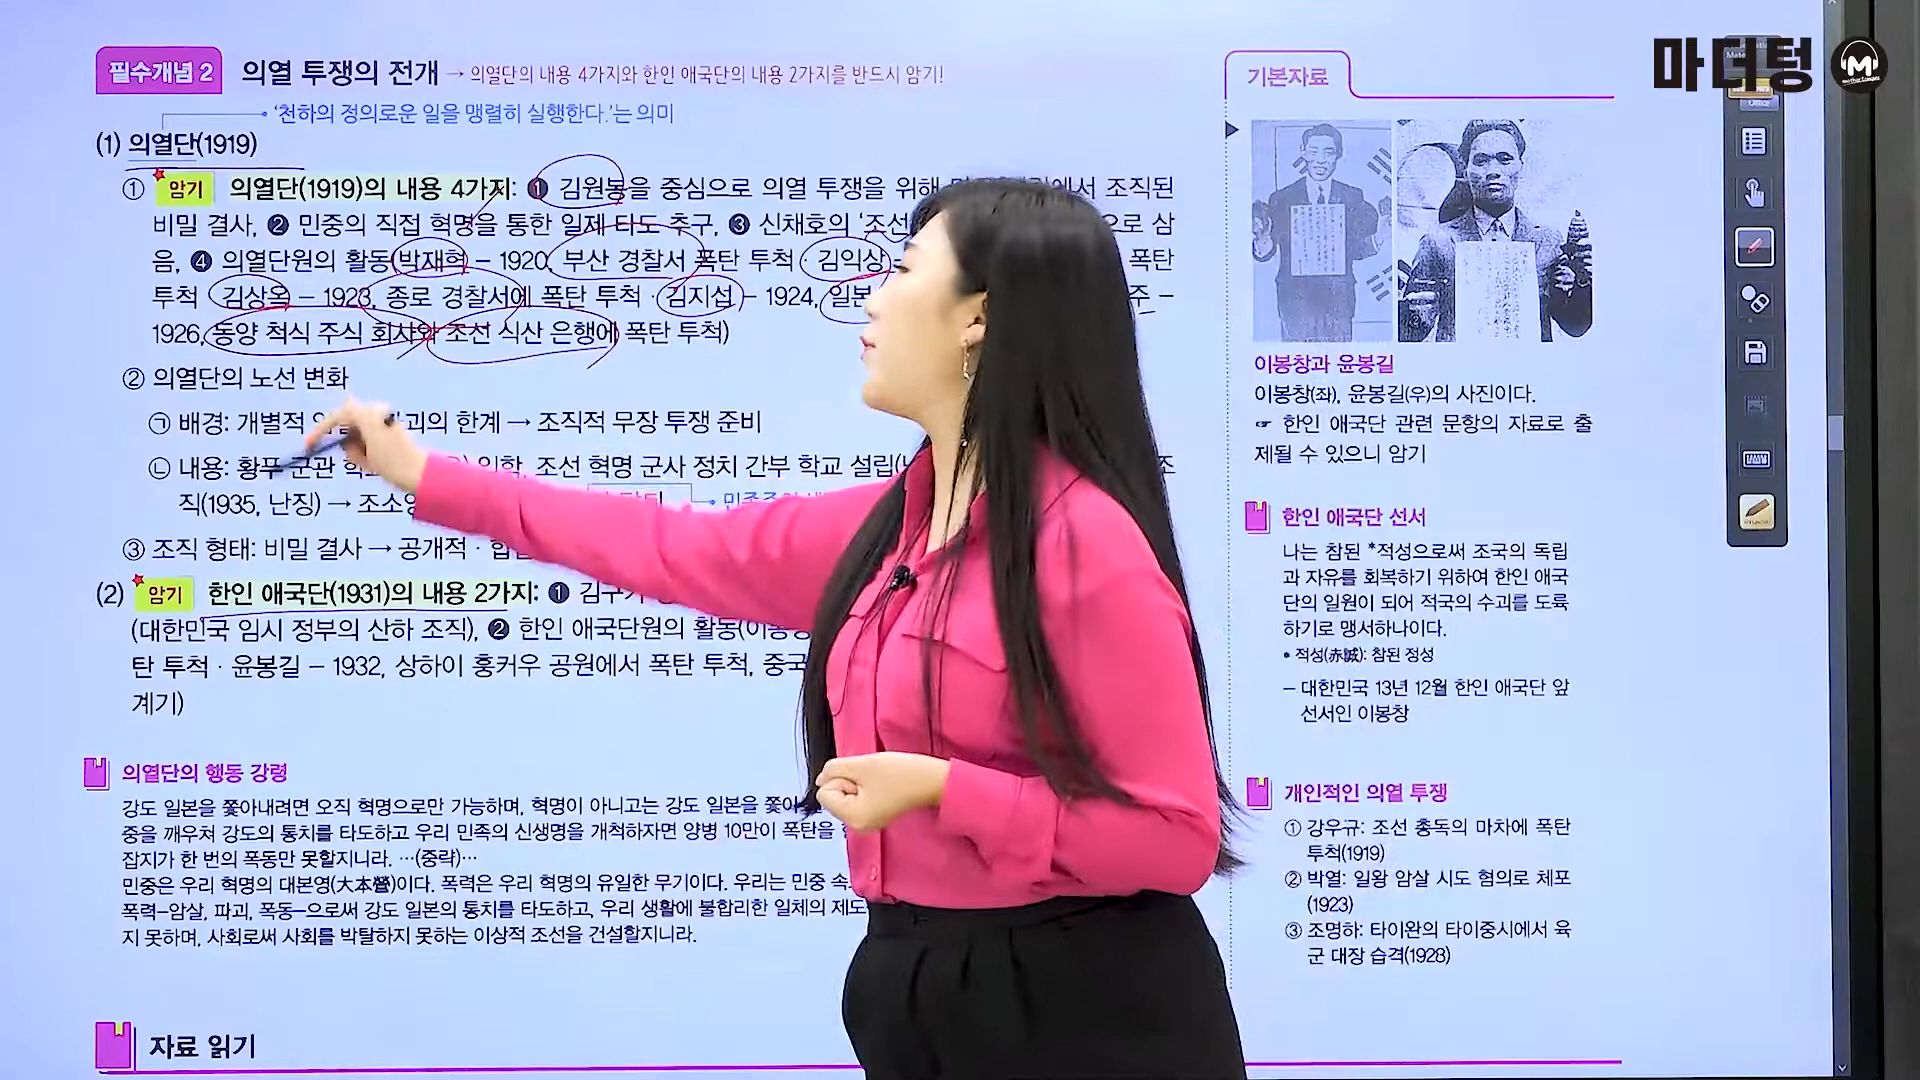 마더텅
필수개념 2 의열 투쟁의 전개 → 의열단의 내용 4가지와 한인 애국단의 내용 2가지를 반드시 암기!
'천하의 정의로운 일을 맹렬히 실행한다.'는 의미
(1) 의열단(1919)
① 암기 의열단(1919)의 내용 4가지: ❶ 김원봉을 중심으로 의열 투쟁을 위해 에서 조직된
비밀 결사, ❷ 민중의 직접 혁명을 통한 일제 타도 추구, ❸ 신채호의 '조선 으로 삼
음, ❹ 의열단원의 활동(박재혁 – 1920, 부산 경찰서 폭탄 투척 · 김익상 폭탄
투척 · 김상옥 – 1923, 종로 경찰서에 폭탄 투척 · 김지섭 – 1924, 일본 주 –
1926, 동양 척식 주식 회사와 조선 식산 은행에 폭탄 투척)
② 의열단의 노선 변화
㉠ 배경: 개별적 의 한계 → 조직적 무장 투쟁 준비
㉡ 내용: 황푸 군관 입학, 조선 혁명 군사 정치 간부 학교 설립( 조
직(1935, 난징) → 조소앙
③ 조직 형태: 비밀 결사 → 공개적 ·
(2) 암기 한인 애국단(1931)의 내용 2가지: ❶ 김구가
(대한민국 임시 정부의 산하 조직), ❷ 한인 애국단원의 활동(이봉창
탄 투척 · 윤봉길 – 1932, 상하이 훙커우 공원에서 폭탄 투척, 중국
계기)
의열단의 행동 강령
강도 일본을 쫓아내려면 오직 혁명으로만 가능하며, 혁명이 아니고는 강도 일본을 쫓아
중을 깨우쳐 강도의 통치를 타도하고 우리 민족의 신생명을 개척하자면 양병 10만이 폭탄을
잡지가 한 번의 폭동만 못할지니라. …(중략)…
민중은 우리 혁명의 대본영(大本營)이다. 폭력은 우리 혁명의 유일한 무기이다. 우리는 민중 속
폭력–암살, 파괴, 폭동–으로써 강도 일본의 통치를 타도하고, 우리 생활에 불합리한 일체의 제도
지 못하며, 사회로써 사회를 박탈하지 못하는 이상적 조선을 건설할지니라.
자료 읽기
기본자료
이봉창과 윤봉길
이봉창(좌), 윤봉길(우)의 사진이다.
☞ 한인 애국단 관련 문항의 자료로 출
제될 수 있으니 암기
한인 애국단 선서
나는 참된 *적성으로써 조국의 독립
과 자유를 회복하기 위하여 한인 애국
단의 일원이 되어 적국의 수괴를 도륙
하기로 맹서하나이다.
* 적성(赤誠): 참된 정성
– 대한민국 13년 12월 한인 애국단 앞
선서인 이봉창
개인적인 의열 투쟁
① 강우규: 조선 총독의 마차에 폭탄
투척(1919)
② 박열: 일왕 암살 시도 혐의로 체포
(1923)
③ 조명하: 타이완의 타이중시에서 육
군 대장 습격(1928)